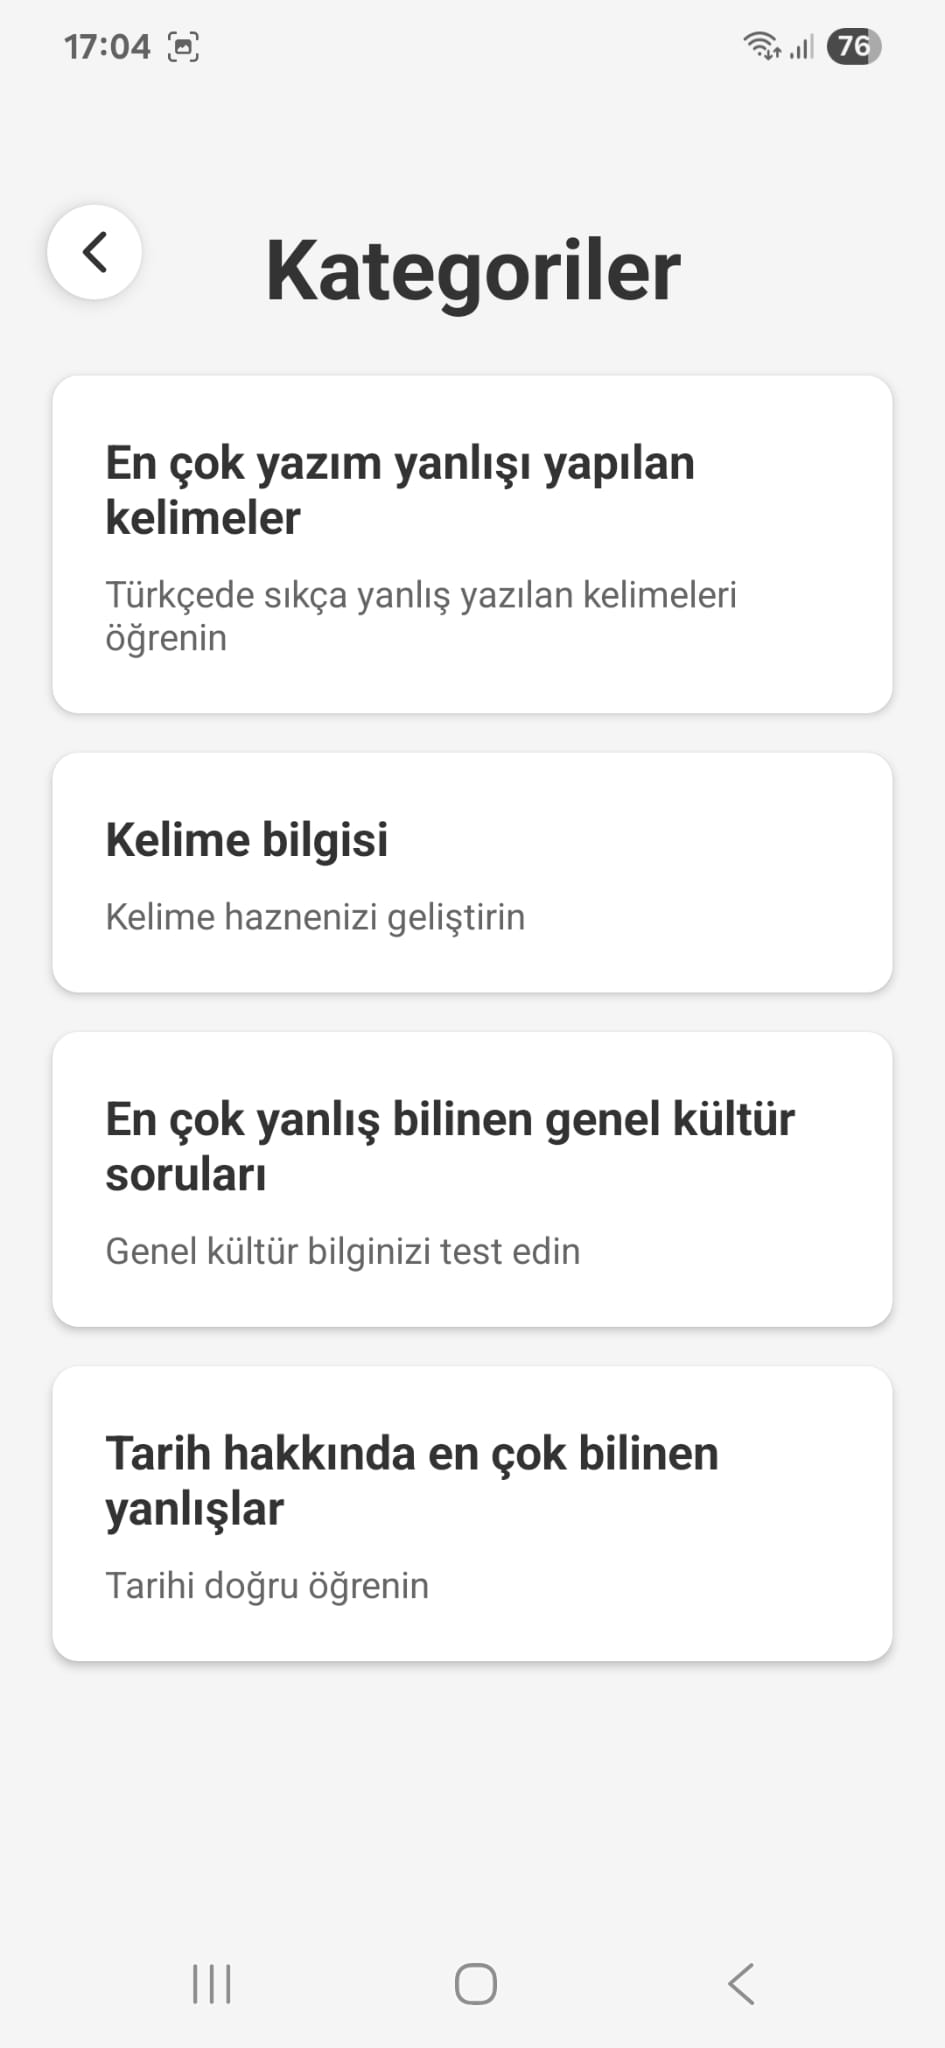 17:04
76
Kategoriler
En çok yazım yanlışı yapılan
kelimeler
Türkçede sıkça yanlış yazılan kelimeleri
öğrenin
Kelime bilgisi
Kelime haznenizi geliştirin
En çok yanlış bilinen genel kültür
soruları
Genel kültür bilginizi test edin
Tarih hakkında en çok bilinen
yanlışlar
Tarihi doğru öğrenin